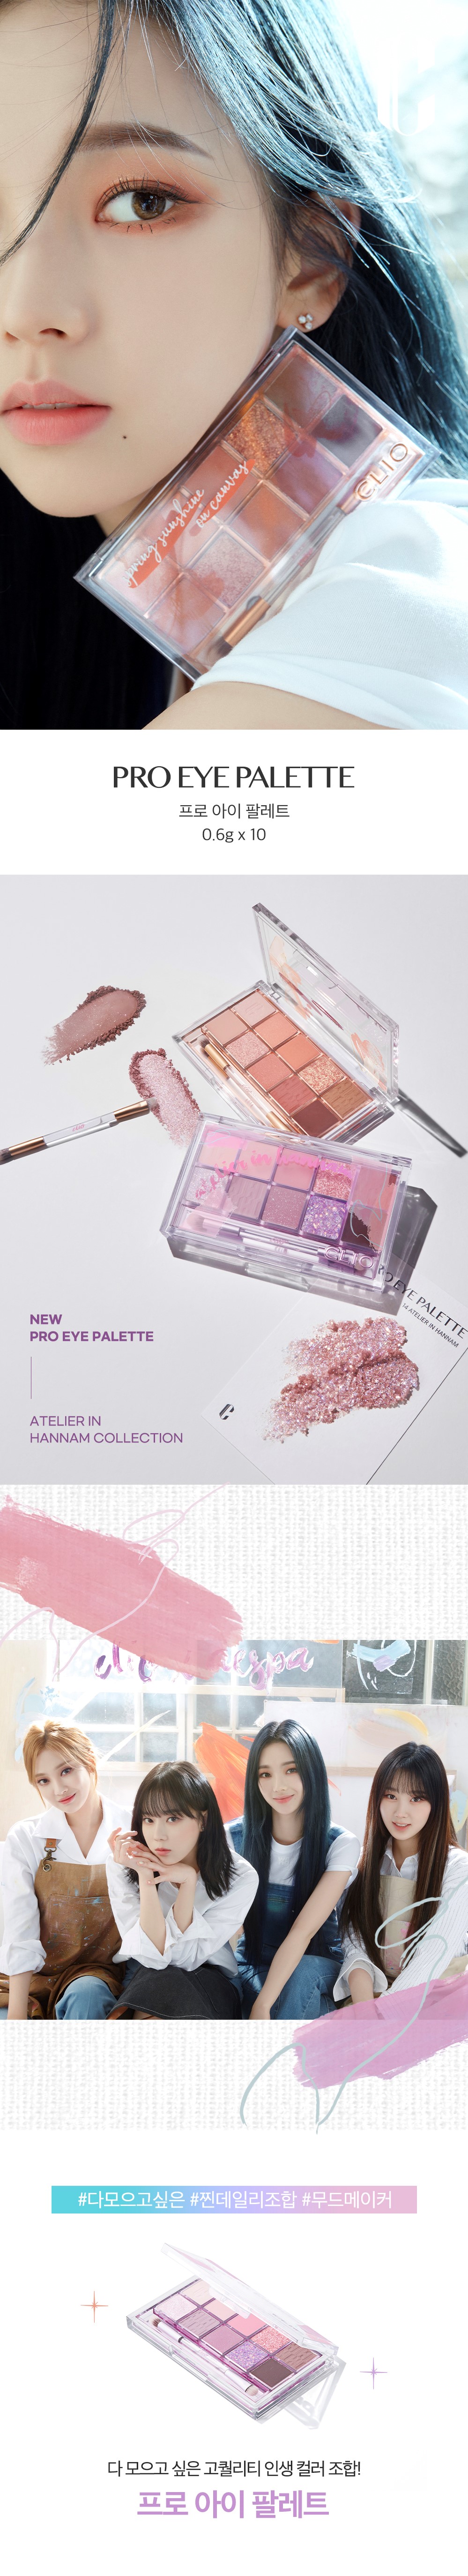 spring sunshine
on canvas
CLIO
PRO EYE PALETTE
프로 아이 팔레트
0.6g x 10
CLIO
PRO EYE PALETTE
ATELIER IN HANNAM
NEW
PRO EYE PALETTE
ATELIER IN
HANNAM COLLECTION
#다모으고싶은 #찐데일리조합 #무드메이커
다 모으고 싶은 고퀄리티 인생 컬러 조합!
프로 아이 팔레트